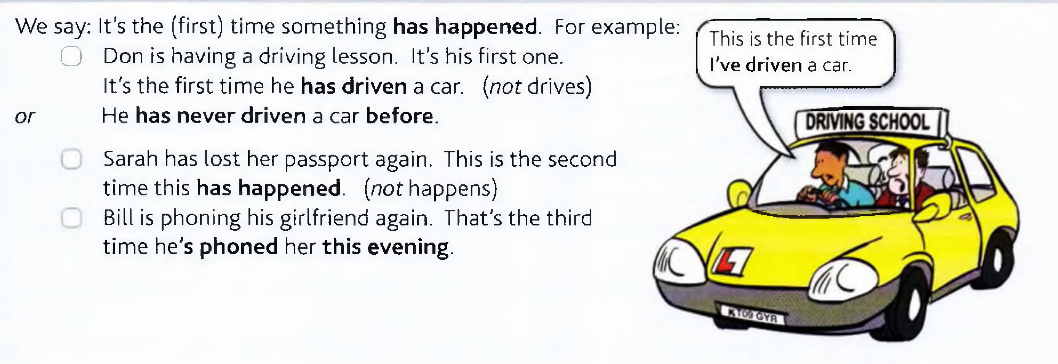 We say: It's the (first) time something has happened. For example:
Don is having a driving lesson. It's his first one.
It's the first time he has driven a car. (not drives)
or He has never driven a car before.
Sarah has lost her passport again. This is the second
time this has happened. (not happens)
Bill is phoning his girlfriend again. That's the third
time he's phoned her this evening.
This is the first time
I've driven a car.
DRIVING SCHOOL
L
KT09 GYR